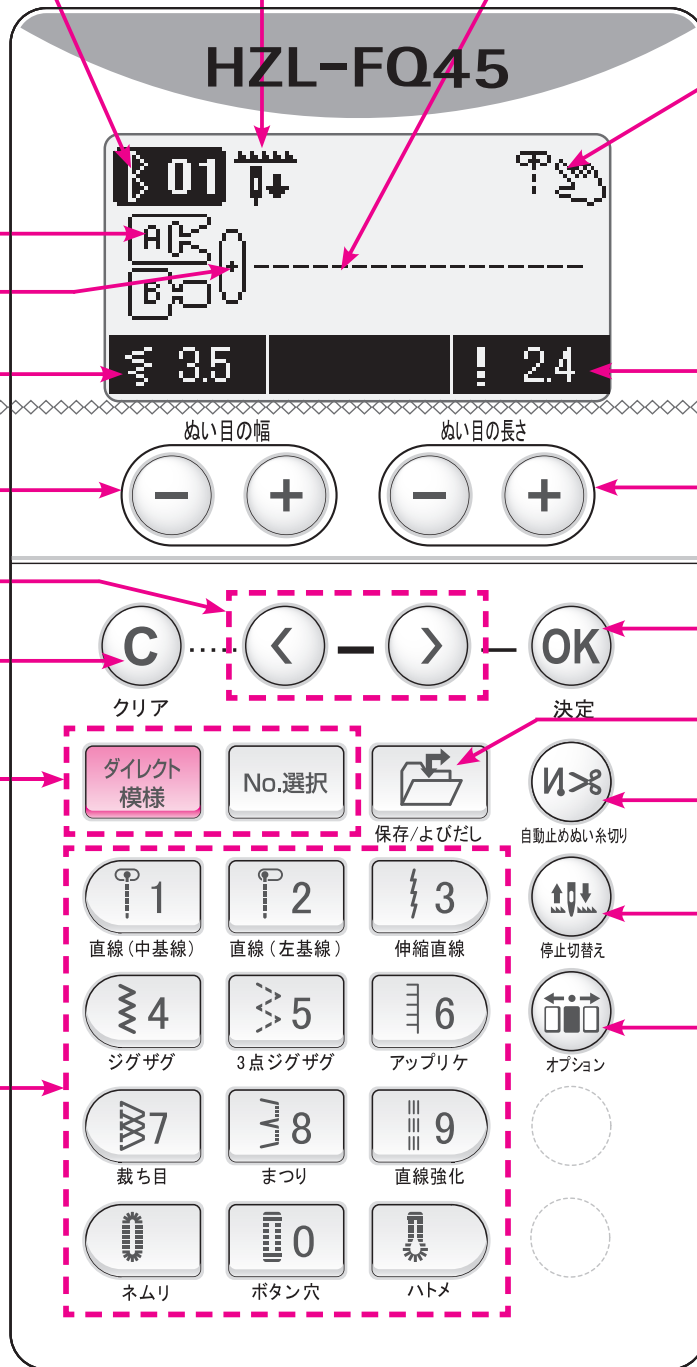 HZL-FQ45
01
A
B
3.5
2.4
ぬい目の幅 ぬい目の長さ
C OK
クリア 決定
ダイレクト
模様
No.選択
保存/よびだし
自動止めぬい糸切り
1 2 3
直線(中基線) 直線(左基線) 伸縮直線
停止切替え
4 5 6
ジグザグ 3点ジグザグ アップリケ
オプション
7 8 9
裁ち目 まつり 直線強化
0
ネムリ ボタン穴 ハトメ